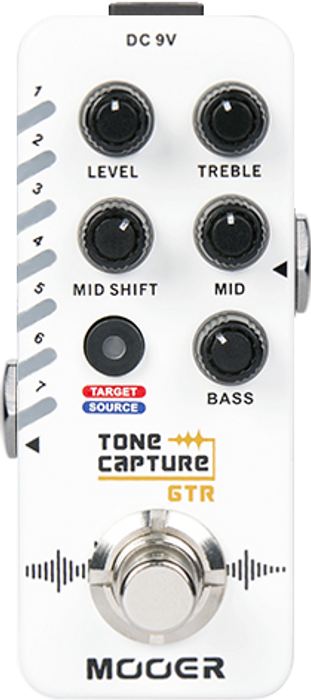 DC 9V
1
2
3
4
5
6
7
LEVEL TREBLE
MID SHIFT MID
TARGET
SOURCE
BASS
TONE
CAPTURE
GTR
MOOER